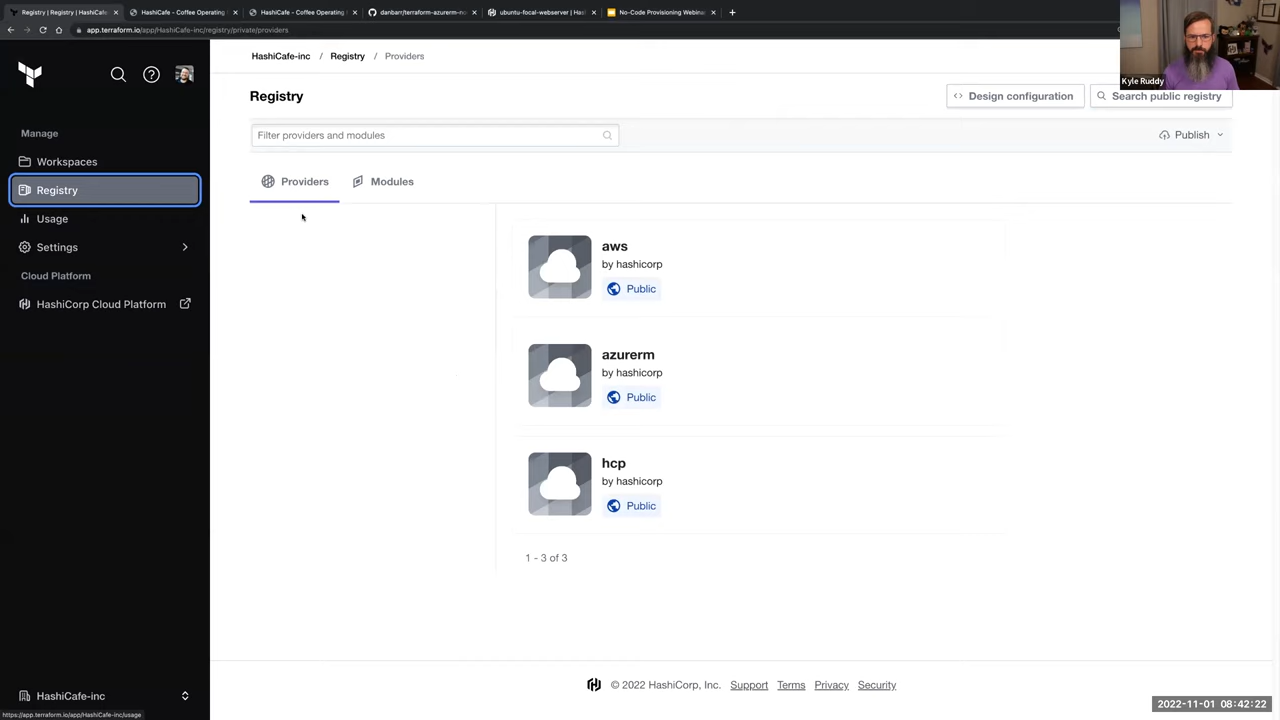 Registry | Registry | HashiCafe
HashiCafe - Coffee Operating
HashiCafe - Coffee Operating
danbarr/terraform-azurerm-no
ubuntu-focal-webserver | Has
No-Code Provisioning Webina
app.terraform.io/app/HashiCafe-inc/registry/private/providers
Kyle Ruddy
HashiCafe-inc / Registry / Providers
Registry
Design configuration
Search public registry
Filter providers and modules
Publish
Providers
Modules
Manage
Workspaces
Registry
Usage
Settings
Cloud Platform
HashiCorp Cloud Platform
aws
by hashicorp
Public
azurerm
by hashicorp
Public
hcp
by hashicorp
Public
1 - 3 of 3
© 2022 HashiCorp, Inc. Support Terms Privacy Security
HashiCafe-inc
https://app.terraform.io/app/HashiCafe-inc/usage
2022-11-01 08:42:22